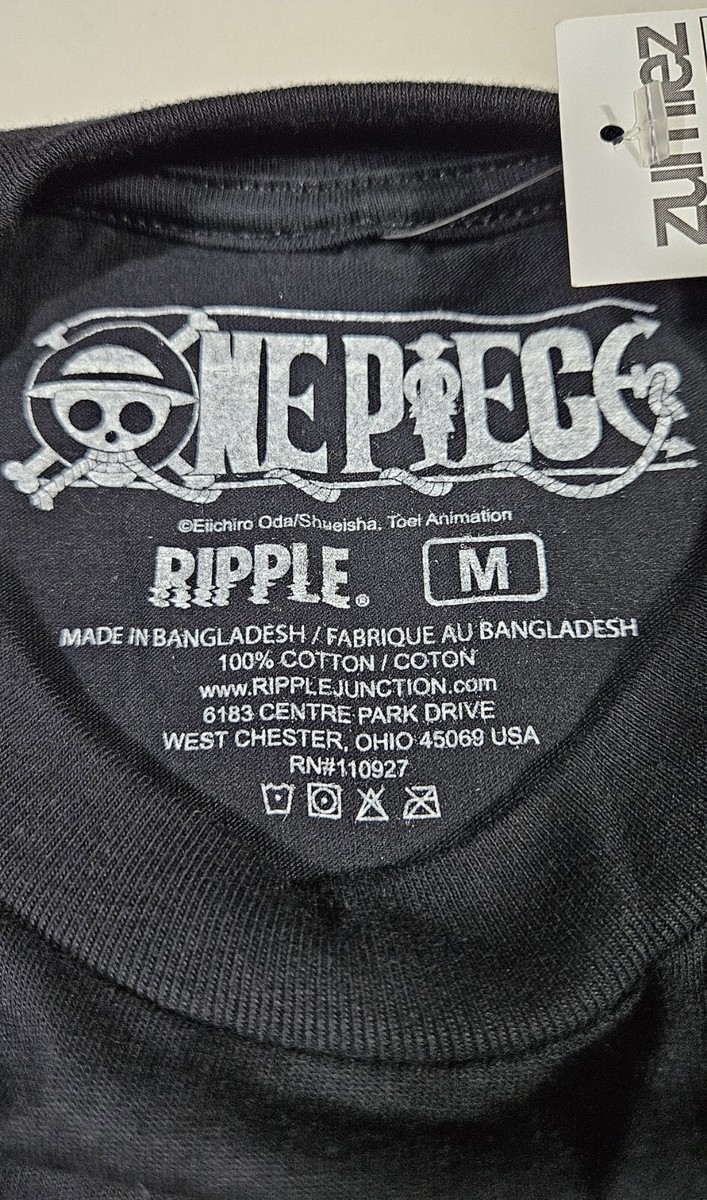 zumiez
ONE PIECE
©Eiichiro Oda/Shueisha, Toei Animation
RIPPLE® M
MADE IN BANGLADESH / FABRIQUE AU BANGLADESH
100% COTTON / COTON
www.RIPPLEJUNCTION.com
6183 CENTRE PARK DRIVE
WEST CHESTER, OHIO 45069 USA
RN#110927